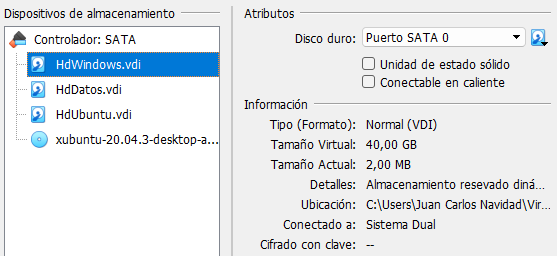 Dispositivos de almacenamiento
Controlador: SATA
HdWindows.vdi
HdDatos.vdi
HdUbuntu.vdi
xubuntu-20.04.3-desktop-a...
Atributos
Disco duro: Puerto SATA 0
Unidad de estado sólido
Conectable en caliente
Información
Tipo (Formato): Normal (VDI)
Tamaño Virtual: 40,00 GB
Tamaño Actual: 2,00 MB
Detalles: Almacenamiento resevado diná...
Ubicación: C:\Users\Juan Carlos Navidad\Vir...
Conectado a: Sistema Dual
Cifrado con clave: --